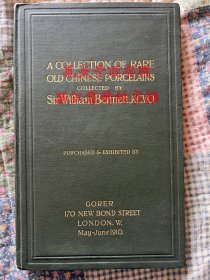 A COLLECTION OF RARE
OLD CHINESE PORCELAINS
COLLECTED BY
Sir William Bennett, K.C.V.O.
PURCHASED & EXHIBITED BY
GORER
170 NEW BOND STREET
LONDON, W.
May-June 1910.